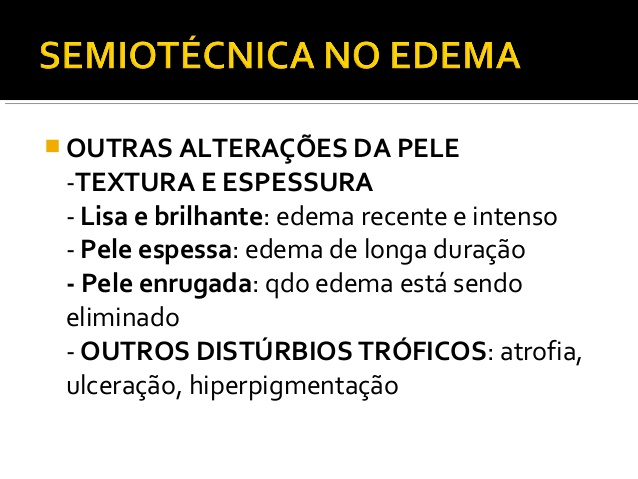 SEMIOTÉCNICA NO EDEMA
OUTRAS ALTERAÇÕES DA PELE
-TEXTURA E ESPESSURA
- Lisa e brilhante: edema recente e intenso
- Pele espessa: edema de longa duração
- Pele enrugada: qdo edema está sendo
eliminado
- OUTROS DISTÚRBIOS TRÓFICOS: atrofia,
ulceração, hiperpigmentação